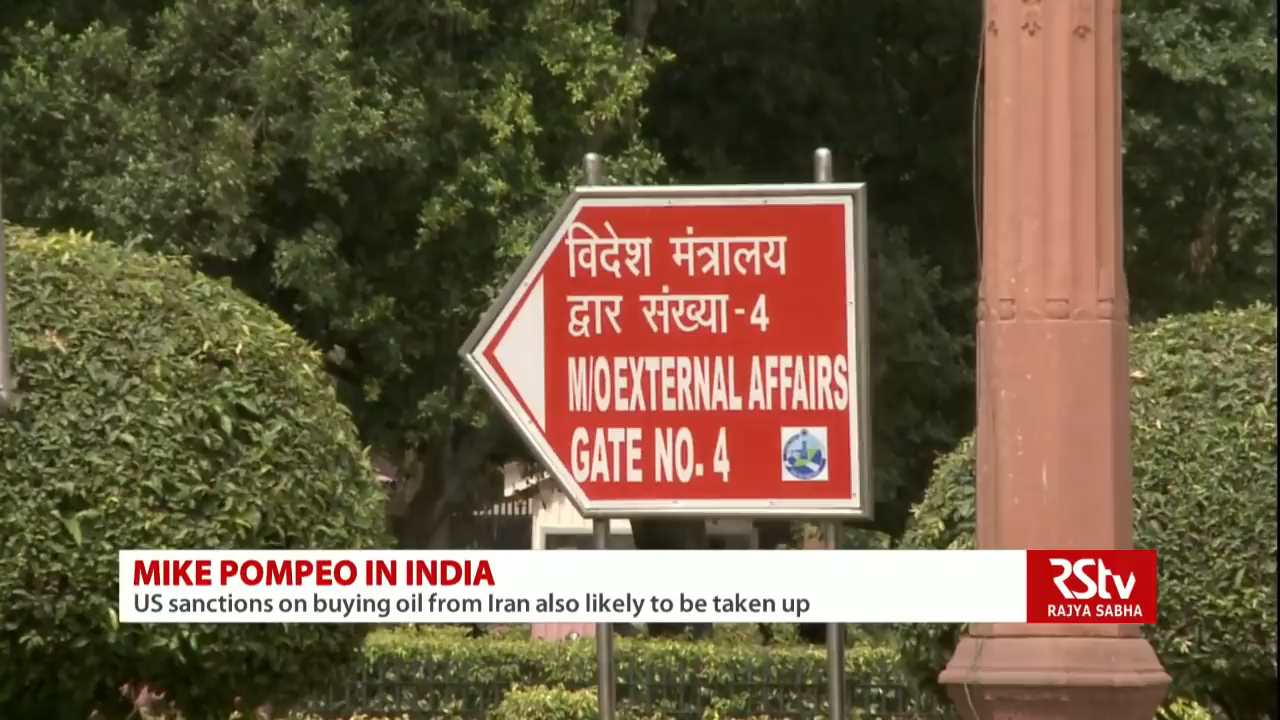 विदेश मंत्रालय
द्वार संख्या-4
M/O EXTERNAL AFFAIRS
GATE NO. 4
MIKE POMPEO IN INDIA
US sanctions on buying oil from Iran also likely to be taken up
RStv
RAJYA SABHA